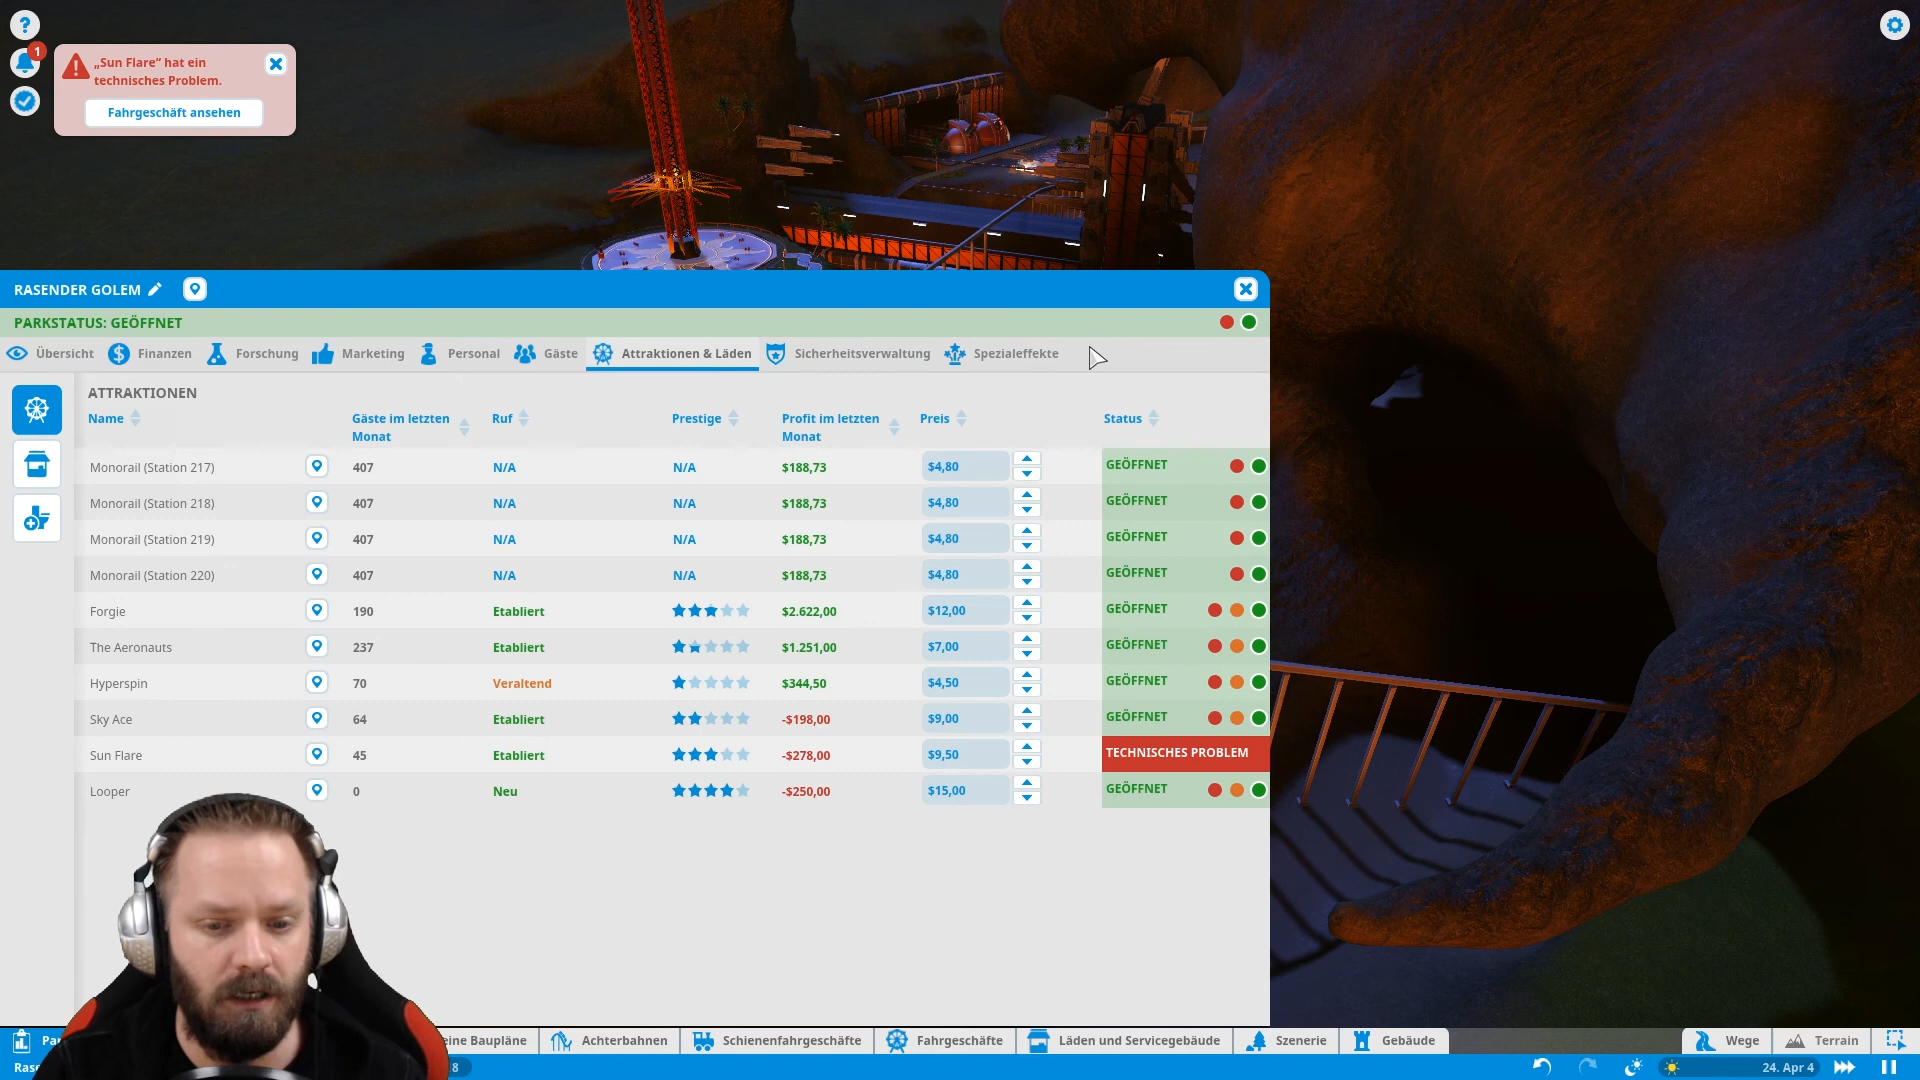 ?
1
„Sun Flare“ hat ein
technisches Problem.
Fahrgeschäft ansehen
RASENDER GOLEM
PARKSTATUS: GEÖFFNET
Übersicht Finanzen Forschung Marketing Personal Gäste Attraktionen & Läden Sicherheitsverwaltung Spezialeffekte
ATTRAKTIONEN
Name Gäste im letzten Monat Ruf Prestige Profit im letzten Monat Preis Status
Monorail (Station 217) 407 N/A N/A $188,73 $4,80 GEÖFFNET
Monorail (Station 218) 407 N/A N/A $188,73 $4,80 GEÖFFNET
Monorail (Station 219) 407 N/A N/A $188,73 $4,80 GEÖFFNET
Monorail (Station 220) 407 N/A N/A $188,73 $4,80 GEÖFFNET
Forgie 190 Etabliert $2.622,00 $12,00 GEÖFFNET
The Aeronauts 237 Etabliert $1.251,00 $7,00 GEÖFFNET
Hyperspin 70 Veraltend $344,50 $4,50 GEÖFFNET
Sky Ace 64 Etabliert -$198,00 $9,00 GEÖFFNET
Sun Flare 45 Etabliert -$278,00 $9,50 TECHNISCHES PROBLEM
Looper 0 Neu -$250,00 $15,00 GEÖFFNET
eine Baupläne Achterbahnen Schienenfahrgeschäfte Fahrgeschäfte Läden und Servicegebäude Szenerie Gebäude Wege Terrain
8 24. Apr 4